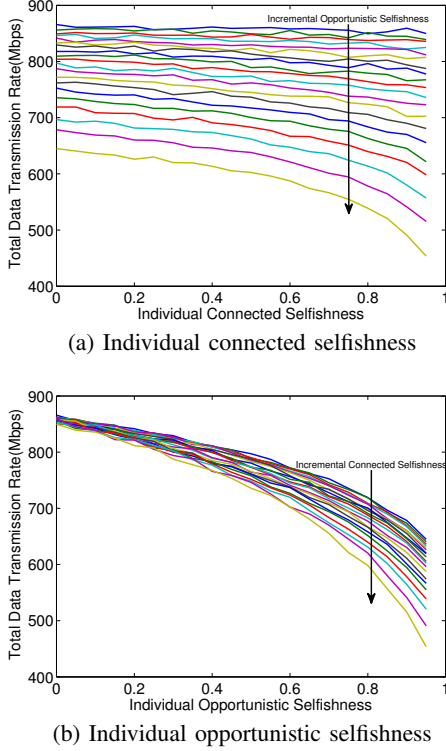 900
800
700
600
500
400
Total Data Transmission Rate(Mbps)
Incremental Opportunistic Selfishness
0 0.2 0.4 0.6 0.8 1
Individual Connected Selfishness
(a) Individual connected selfishness
900
800
700
600
500
400
Total Data Transmission Rate(Mbps)
Incremental Connected Selfishness
0 0.2 0.4 0.6 0.8 1
Individual Opportunistic Selfishness
(b) Individual opportunistic selfishness